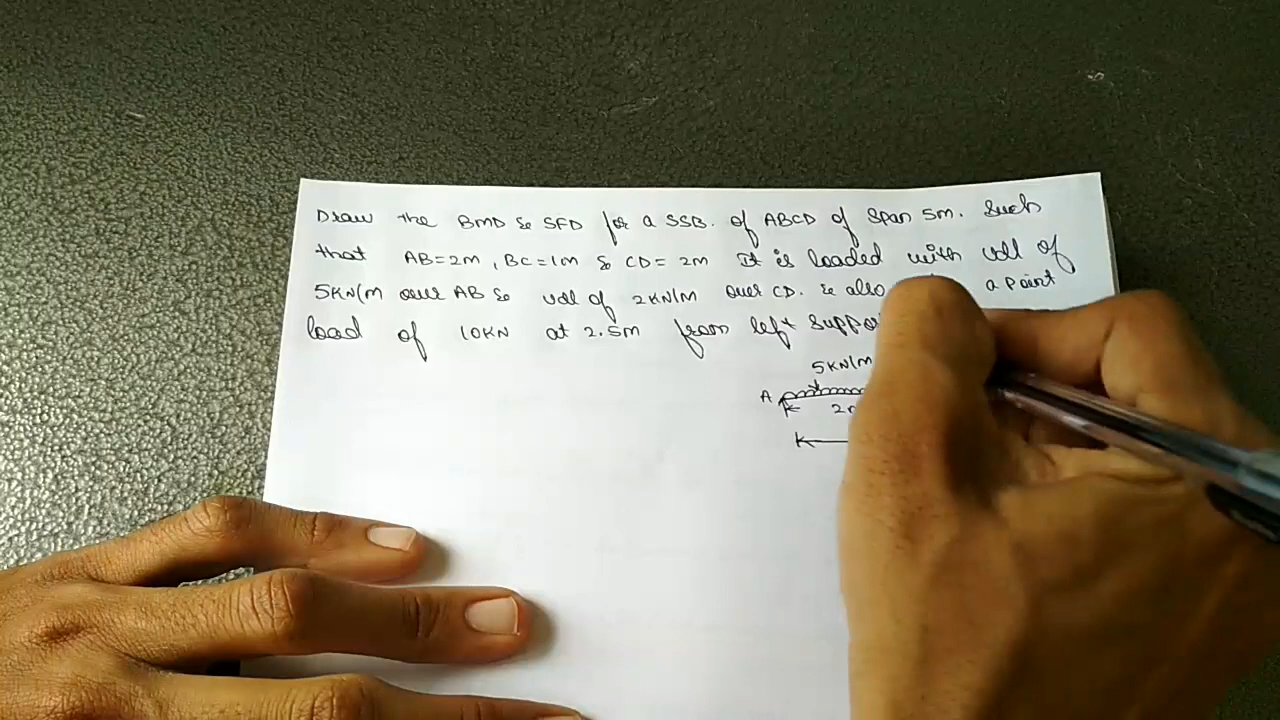 Draw the BMD & SFD for a SSB. of ABCD of Span 5m. Such
that AB=2m, BC=1m & CD= 2m It is loaded with udl of
5KN/m over AB & udl of 2KN/m over CD. & also a point
load of 10KN at 2.5m from left
5KN/m
A